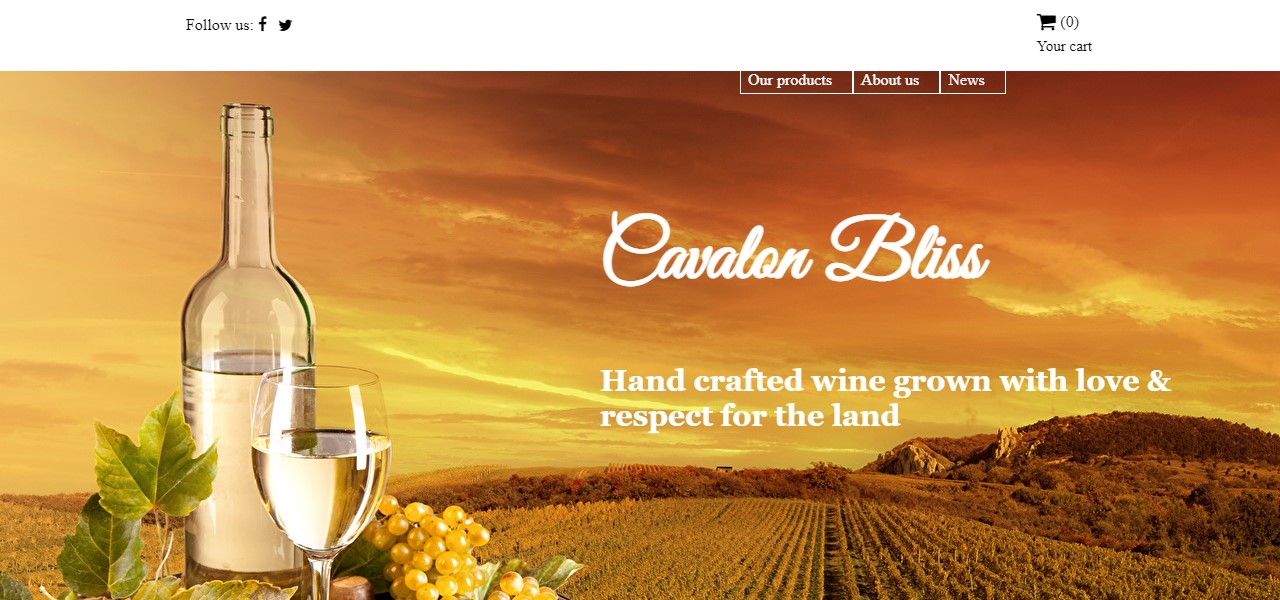 Follow us:
(0)
Your cart
Our products
About us
News
Cavalon Bliss
Hand crafted wine grown with love &
respect for the land